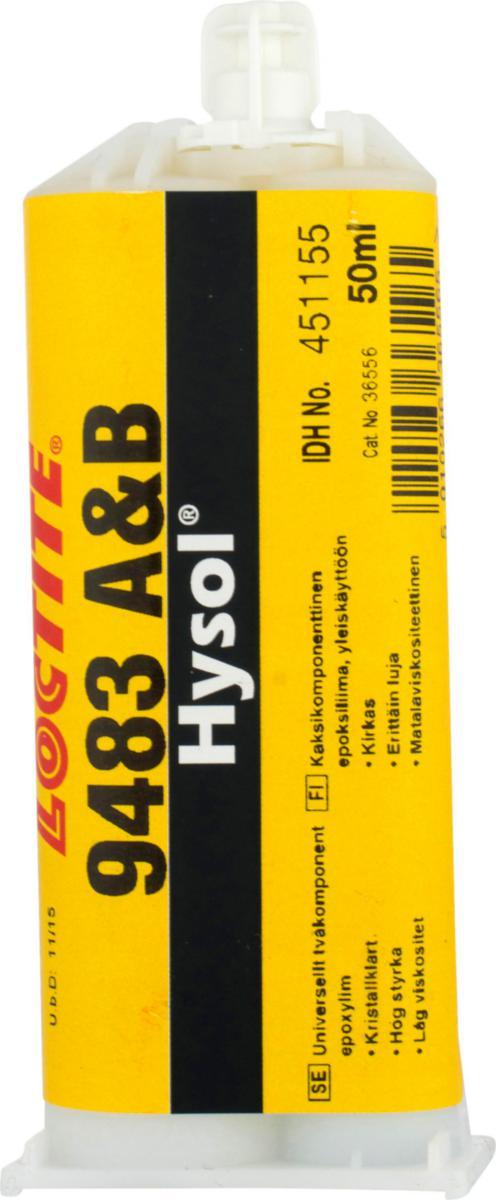 LOCTITE®
9483 A&B
Hysol®
IDH No. 451155
Cat. No 36556
50ml
U b D: 11/15
SE Universellt tvåkomponent
epoxylim
• Kristallklart
• Hög styrka
• Låg viskositet
FI Kaksikomponenttinen
epoksiliima, yleiskäyttöön
• Kirkas
• Erittäin luja
• Matalaviskositeettinen